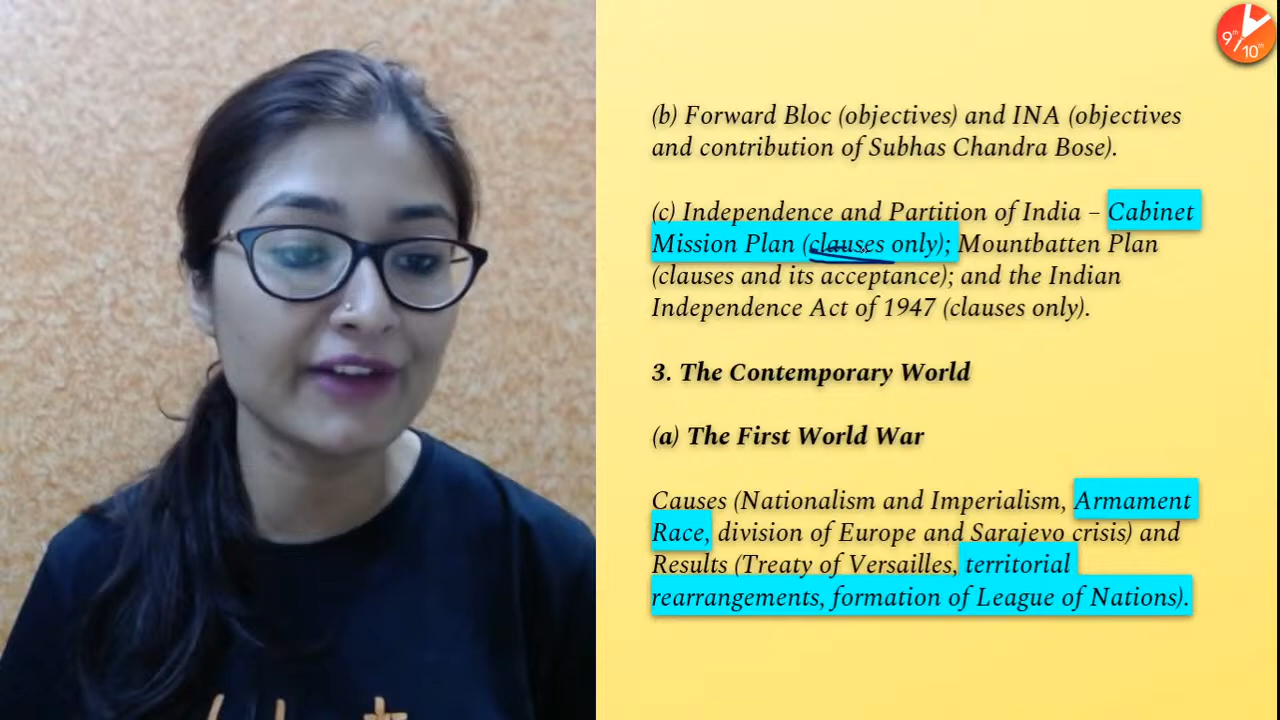 9th 10th
(b) Forward Bloc (objectives) and INA (objectives
and contribution of Subhas Chandra Bose).
(c) Independence and Partition of India – Cabinet
Mission Plan (clauses only); Mountbatten Plan
(clauses and its acceptance); and the Indian
Independence Act of 1947 (clauses only).
3. The Contemporary World
(a) The First World War
Causes (Nationalism and Imperialism, Armament
Race, division of Europe and Sarajevo crisis) and
Results (Treaty of Versailles, territorial
rearrangements, formation of League of Nations).